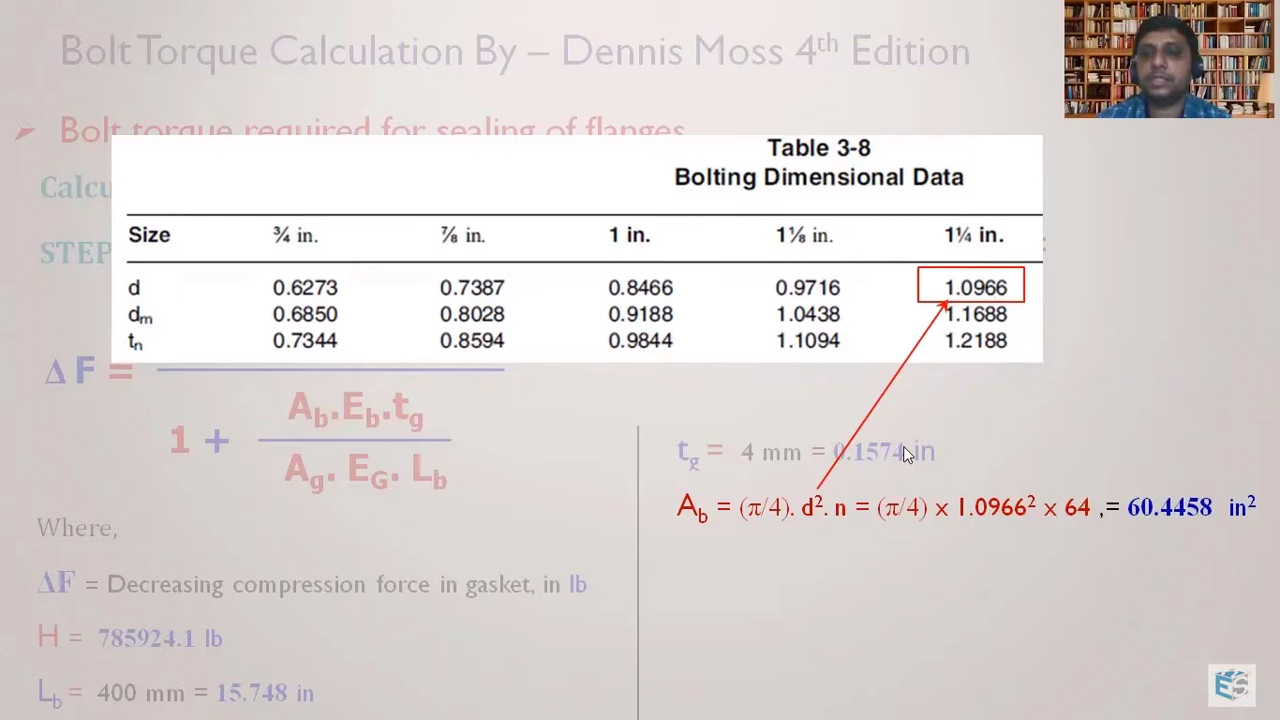 Bolt Torque Calculation By – Dennis Moss 4th Edition
Bolt torque required for sealing of flanges
Calcu
STEP :
Table 3-8
Bolting Dimensional Data
Size ¾ in. ⅞ in. 1 in. 1⅛ in. 1¼ in.
d 0.6273 0.7387 0.8466 0.9716 1.0966
dm 0.6850 0.8028 0.9188 1.0438 1.1688
tn 0.7344 0.8594 0.9844 1.1094 1.2188
Δ F =
1 + Ab.Eb.tg
Ag. EG. Lb
Where,
ΔF = Decreasing compression force in gasket, in lb
H = 785924.1 lb
Lb = 400 mm = 15.748 in
tg = 4 mm = 0.1574 in
Ab = (π/4). d². n = (π/4) x 1.0966² x 64 ,= 60.4458 in²
ES